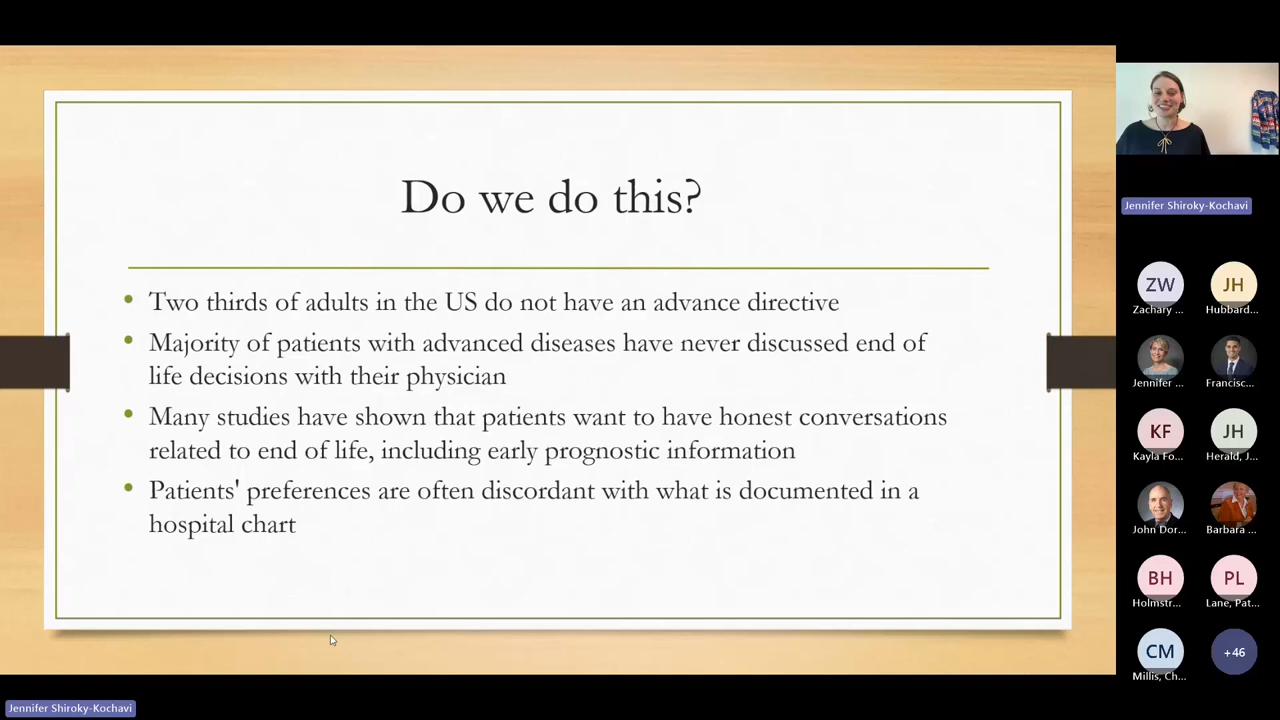 Do we do this?
Two thirds of adults in the US do not have an advance directive
Majority of patients with advanced diseases have never discussed end of
life decisions with their physician
Many studies have shown that patients want to have honest conversations
related to end of life, including early prognostic information
Patients' preferences are often discordant with what is documented in a
hospital chart
Jennifer Shiroky-Kochavi
ZW
JH
Zachary ...
Hubbard...
Jennifer ...
Francisc...
KF
JH
Kayla Fo...
Herald, J...
John Dor...
Barbara ...
BH
PL
Holmstr...
Lane, Pat...
CM
+46
Millis, Ch...
Jennifer Shiroky-Kochavi